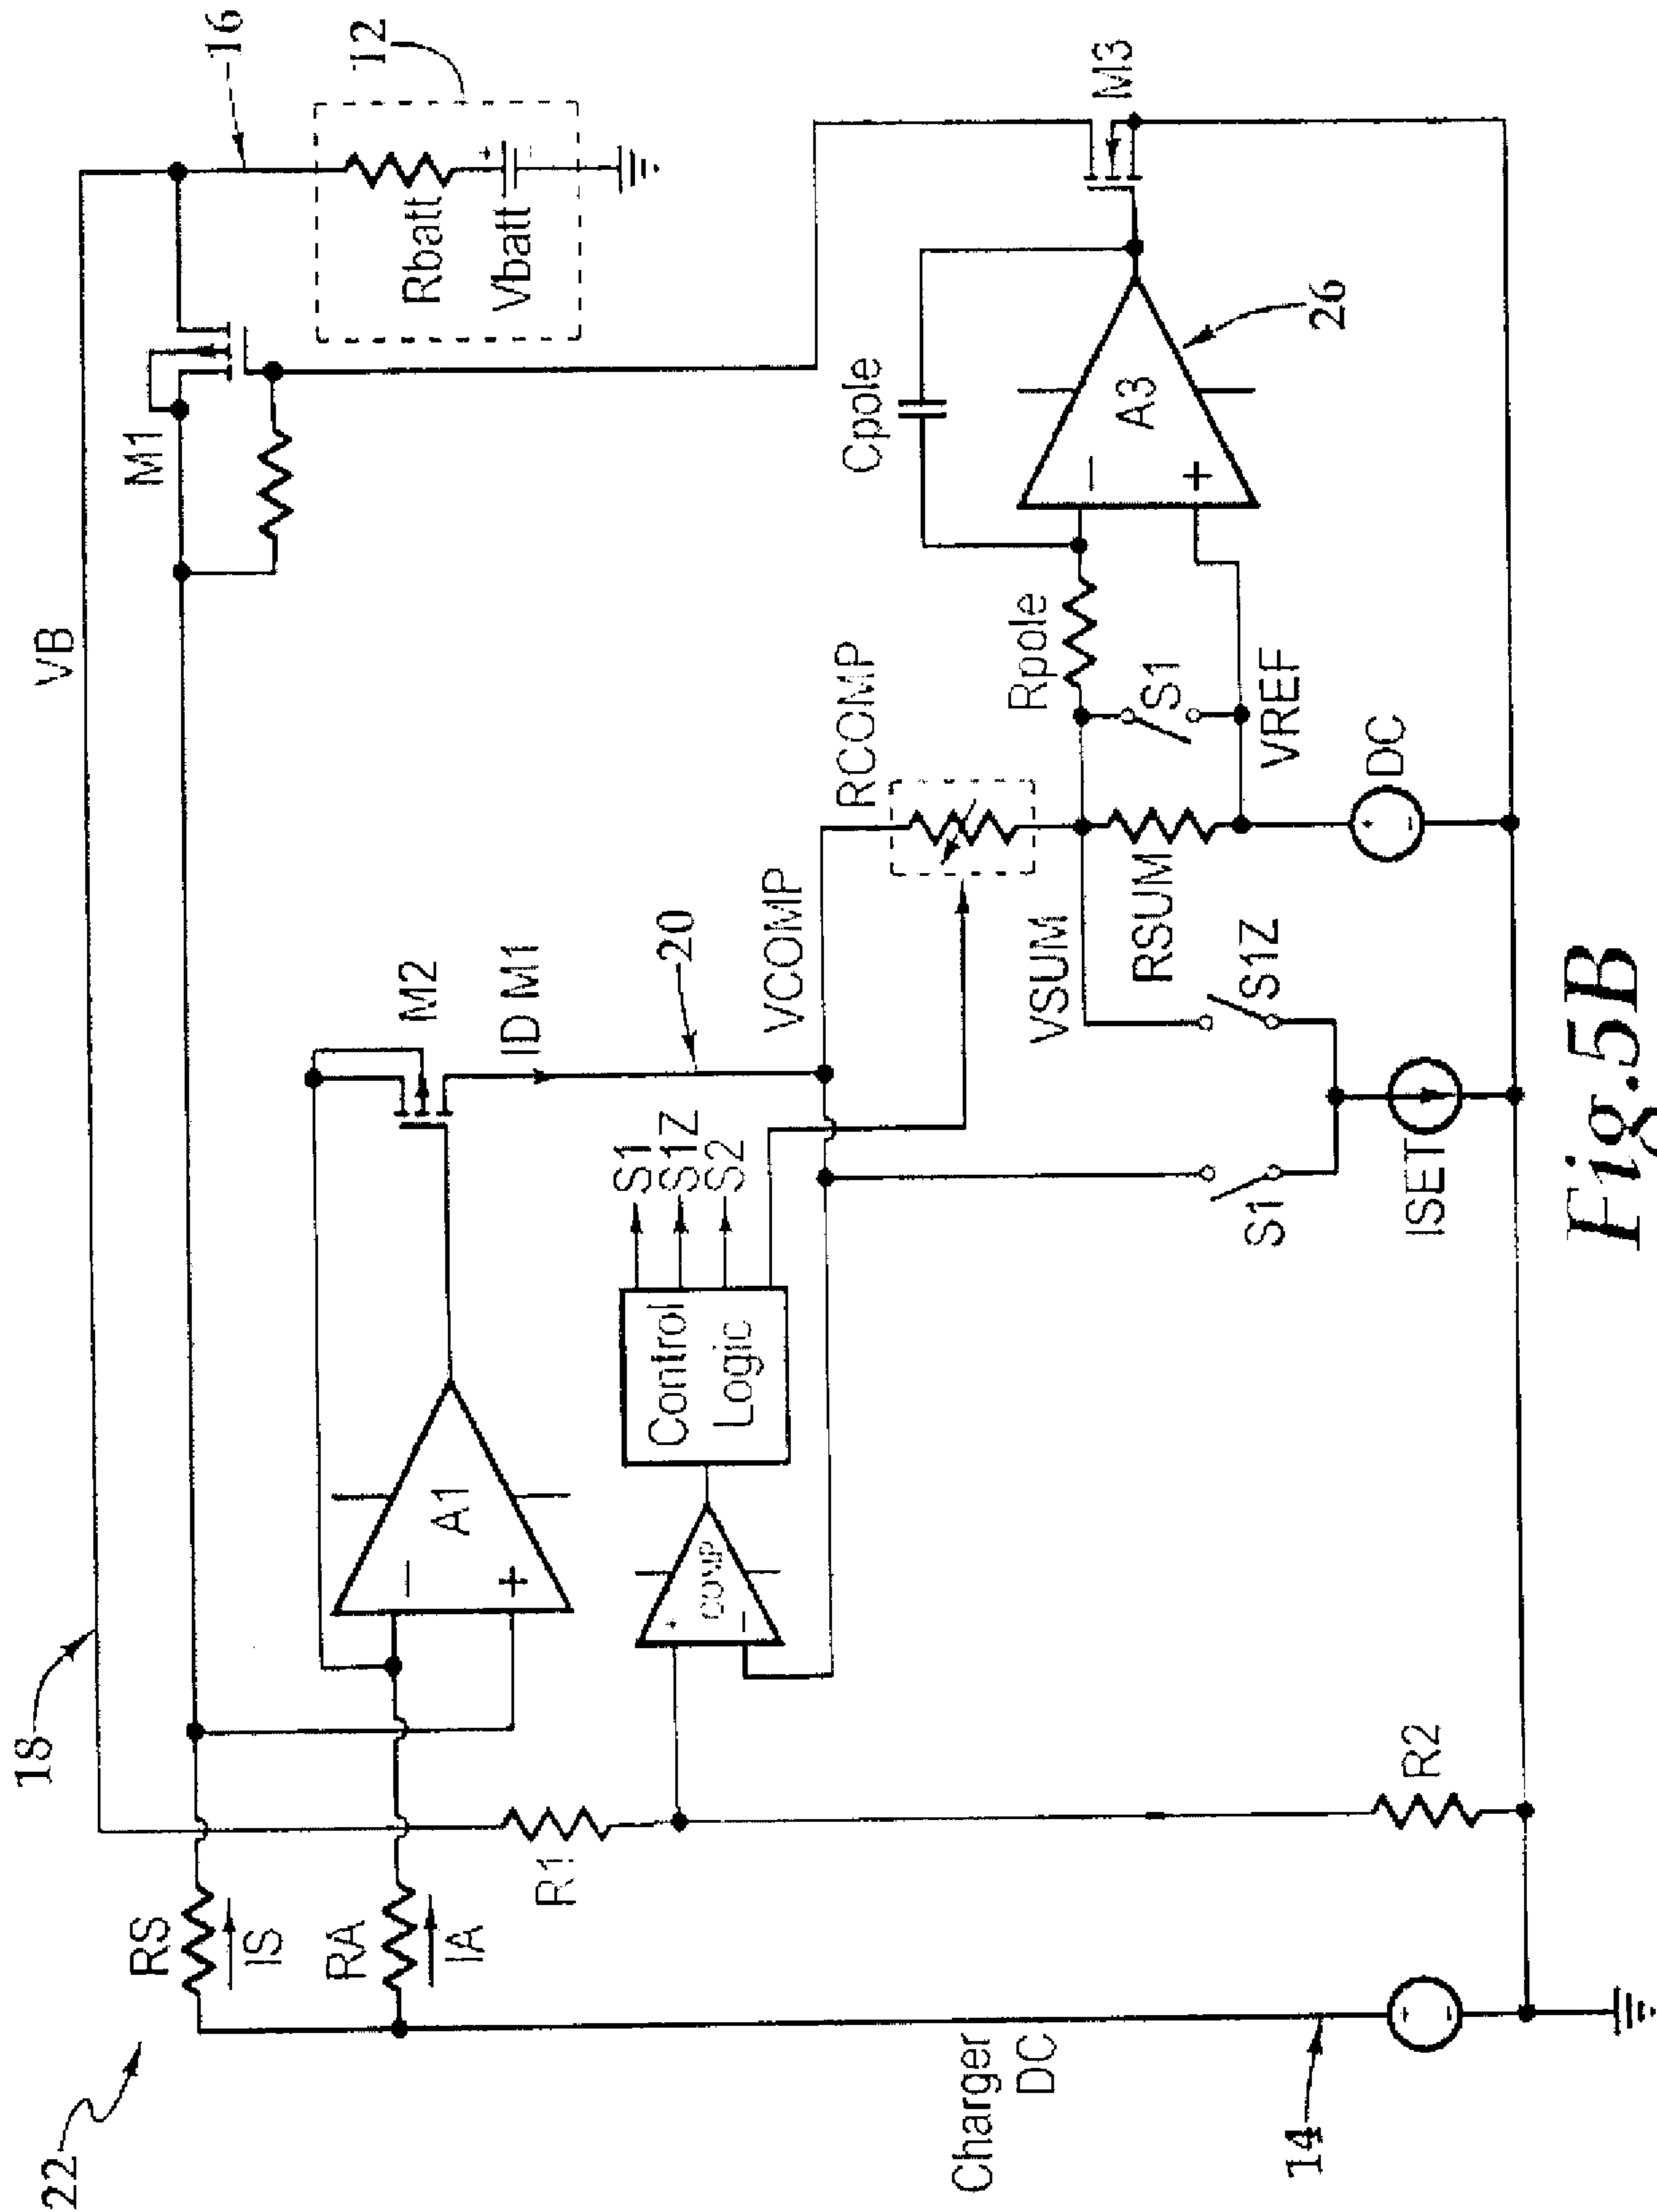 22
18
VB
16
12
RS
IS
RA
IA
M1
Rbatt
Vbatt
+
A1
−
+
M2
ID M1
20
R1
COMP
+
−
Control
Logic
S1
S1Z
S2
VCOMP
RCOMP
Cpole
Rpole
A3
−
+
26
M3
VSUM
RSUM
S1
S1Z
S1
VREF
DC
+
-
ISET
R2
Charger
DC
14
Fig.5B